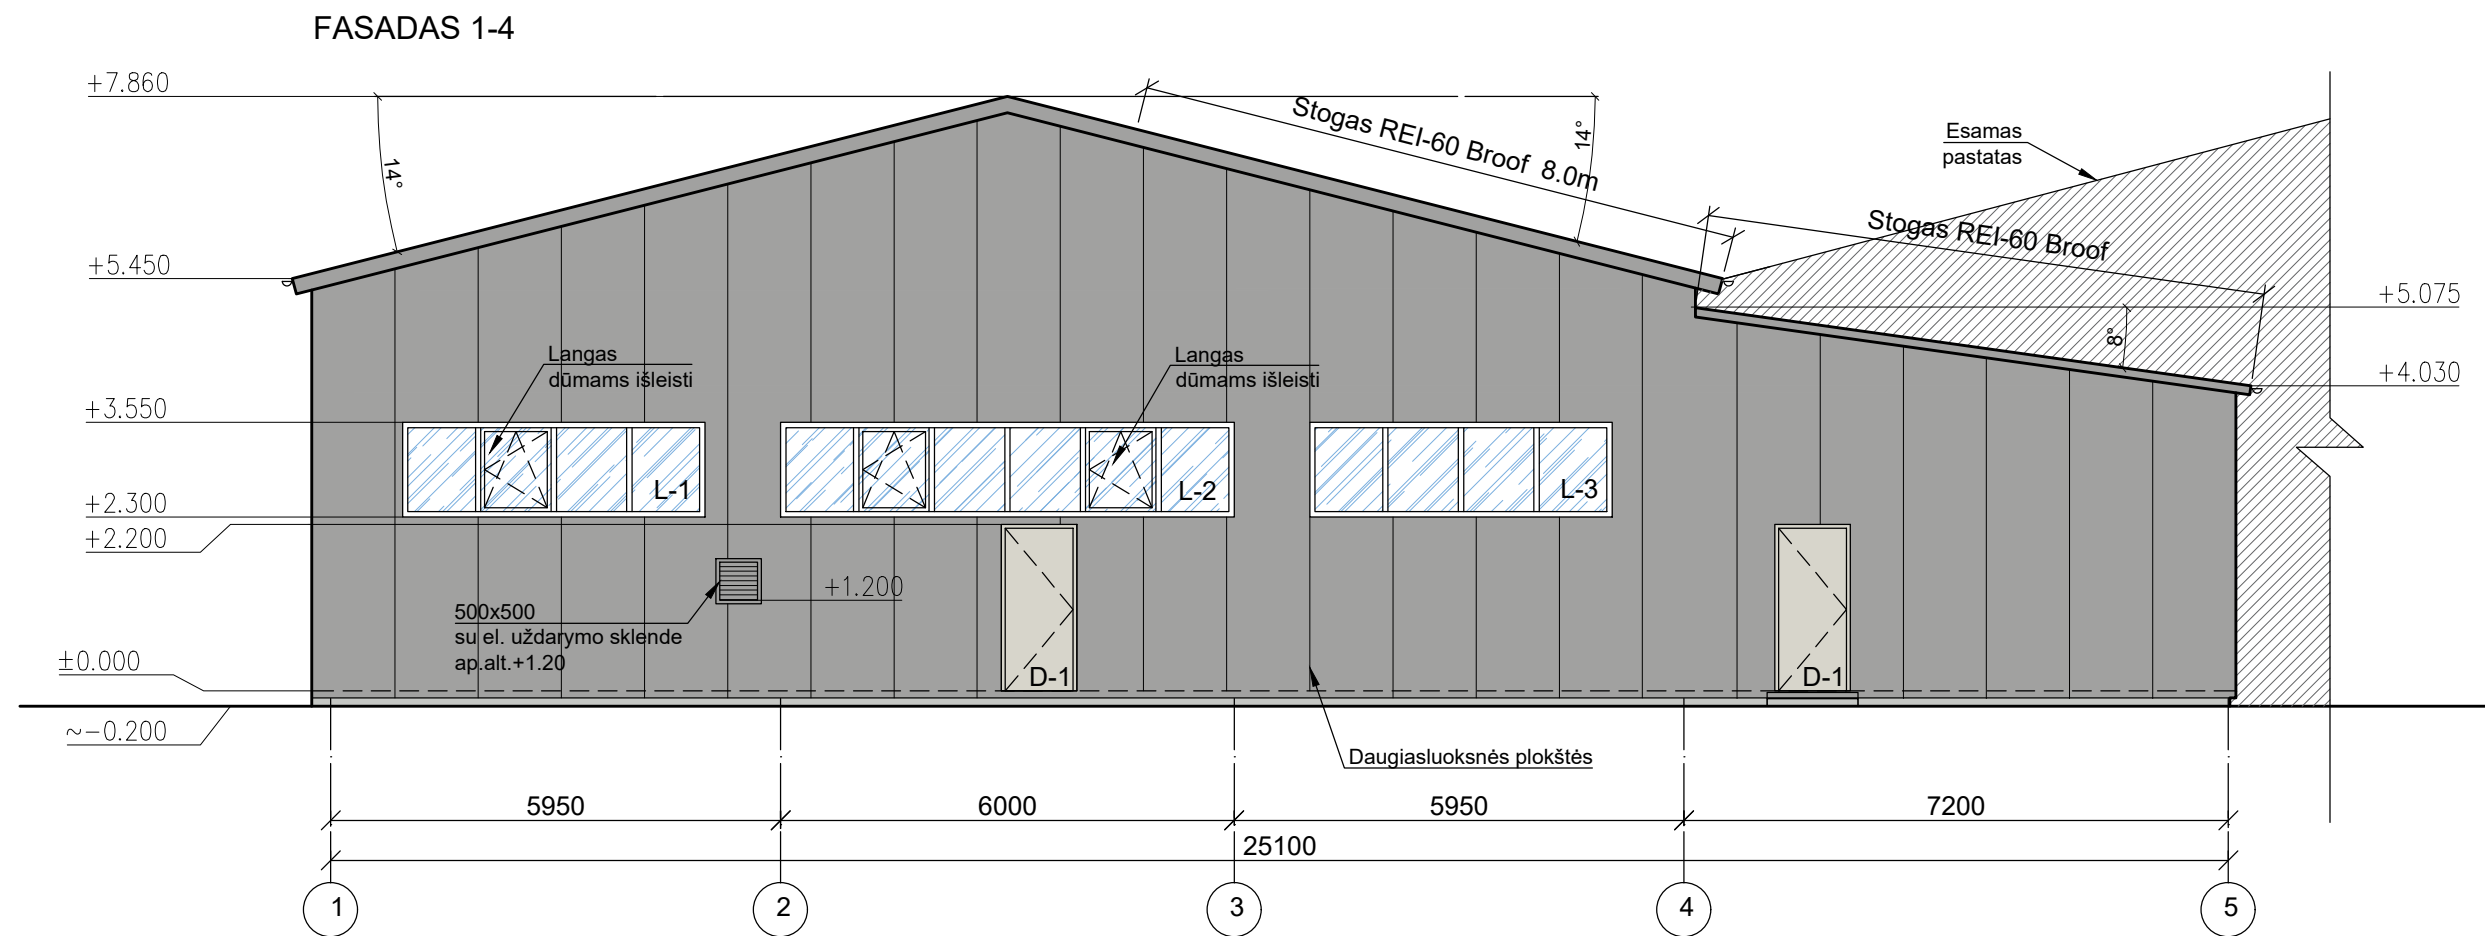 FASADAS 1-4
+7.860
14°
Stogas REI-60 Broof 8.0m
14°
Esamas
pastatas
Stogas REI-60 Broof
+5.450
+5.075
8°
+4.030
Langas
dūmams išleisti
Langas
dūmams išleisti
+3.550
L-1
L-2
L-3
+2.300
+2.200
+1.200
500x500
su el. uždarymo sklende
ap.alt.+1.20
±0.000
D-1
D-1
~-0.200
Daugiasluoksnės plokštės
5950
6000
5950
7200
25100
1
2
3
4
5